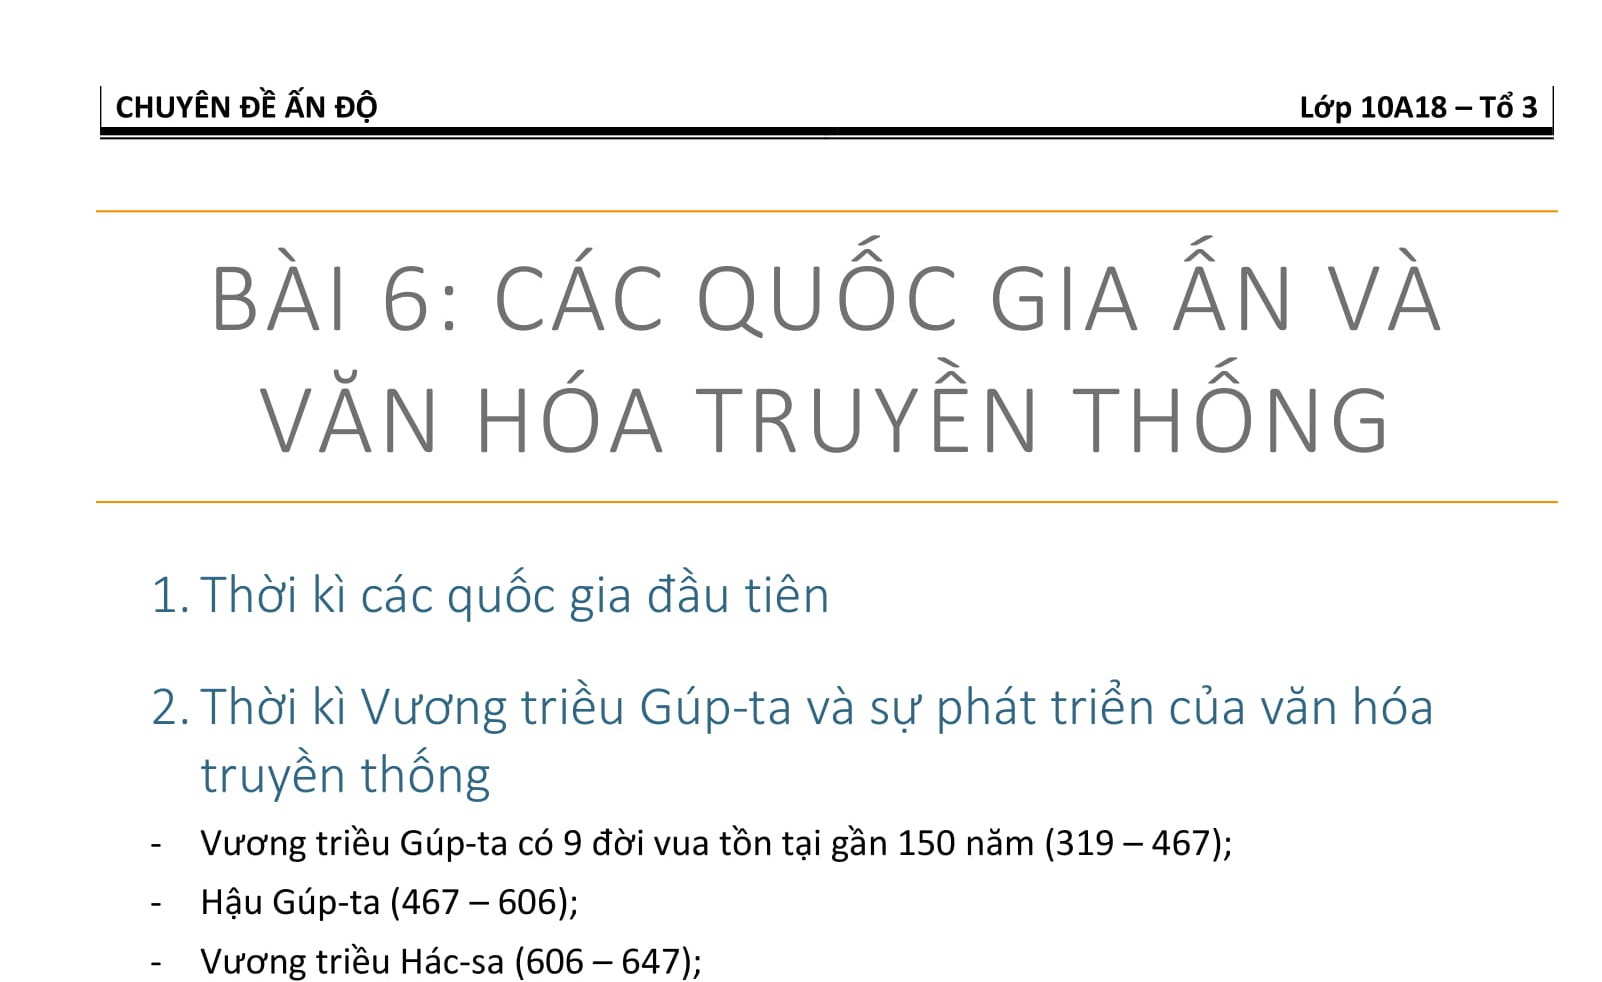 CHUYÊN ĐỀ ẤN ĐỘ Lớp 10A18 – Tổ 3
BÀI 6: CÁC QUỐC GIA ẤN VÀ
VĂN HÓA TRUYỀN THỐNG
1. Thời kì các quốc gia đầu tiên
2. Thời kì Vương triều Gúp-ta và sự phát triển của văn hóa
truyền thống
- Vương triều Gúp-ta có 9 đời vua tồn tại gần 150 năm (319 – 467);
- Hậu Gúp-ta (467 – 606);
- Vương triều Hác-sa (606 – 647);